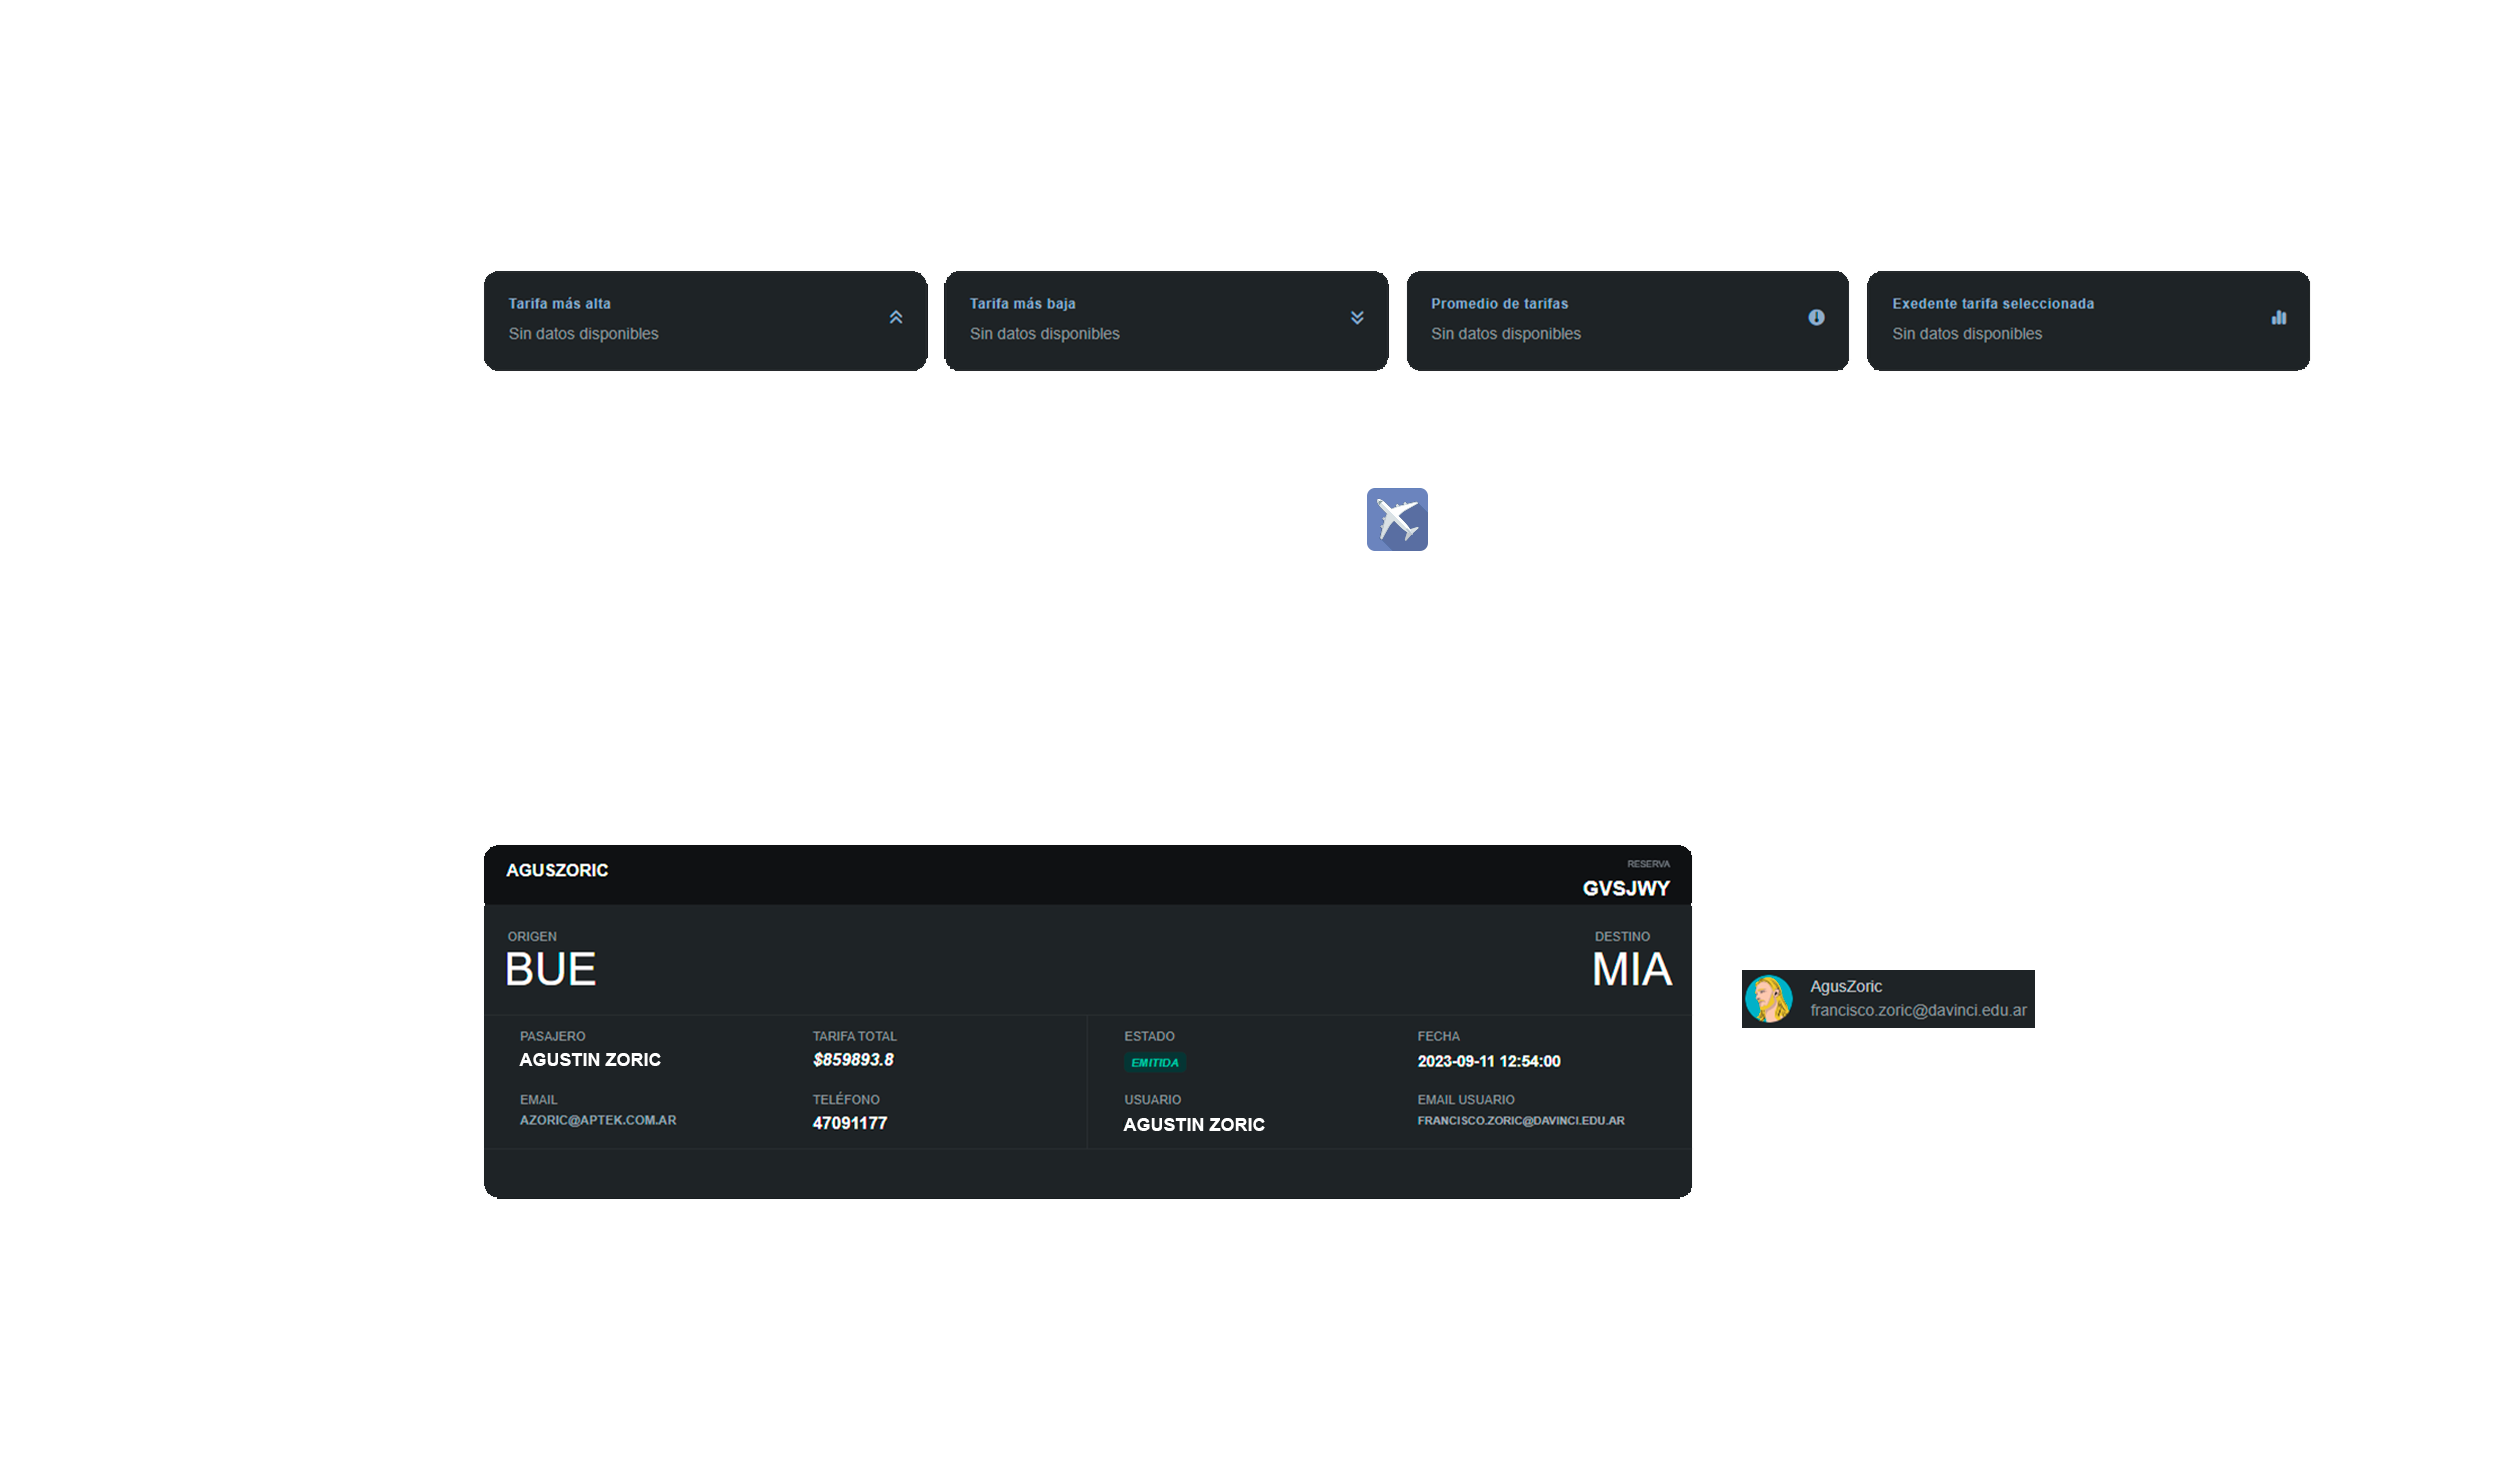 Tarifa más alta
Sin datos disponibles
Tarifa más baja
Sin datos disponibles
Promedio de tarifas
Sin datos disponibles
Exedente tarifa seleccionada
Sin datos disponibles
AGUSZORIC
RESERVA
GVSJWY
ORIGEN
BUE
DESTINO
MIA
PASAJERO
AGUSTIN ZORIC
TARIFA TOTAL
$859893.8
ESTADO
EMITIDA
FECHA
2023-09-11 12:54:00
EMAIL
AZORIC@APTEK.COM.AR
TELÉFONO
47091177
USUARIO
AGUSTIN ZORIC
EMAIL USUARIO
FRANCISCO.ZORIC@DAVINCI.EDU.AR
AgusZoric
francisco.zoric@davinci.edu.ar